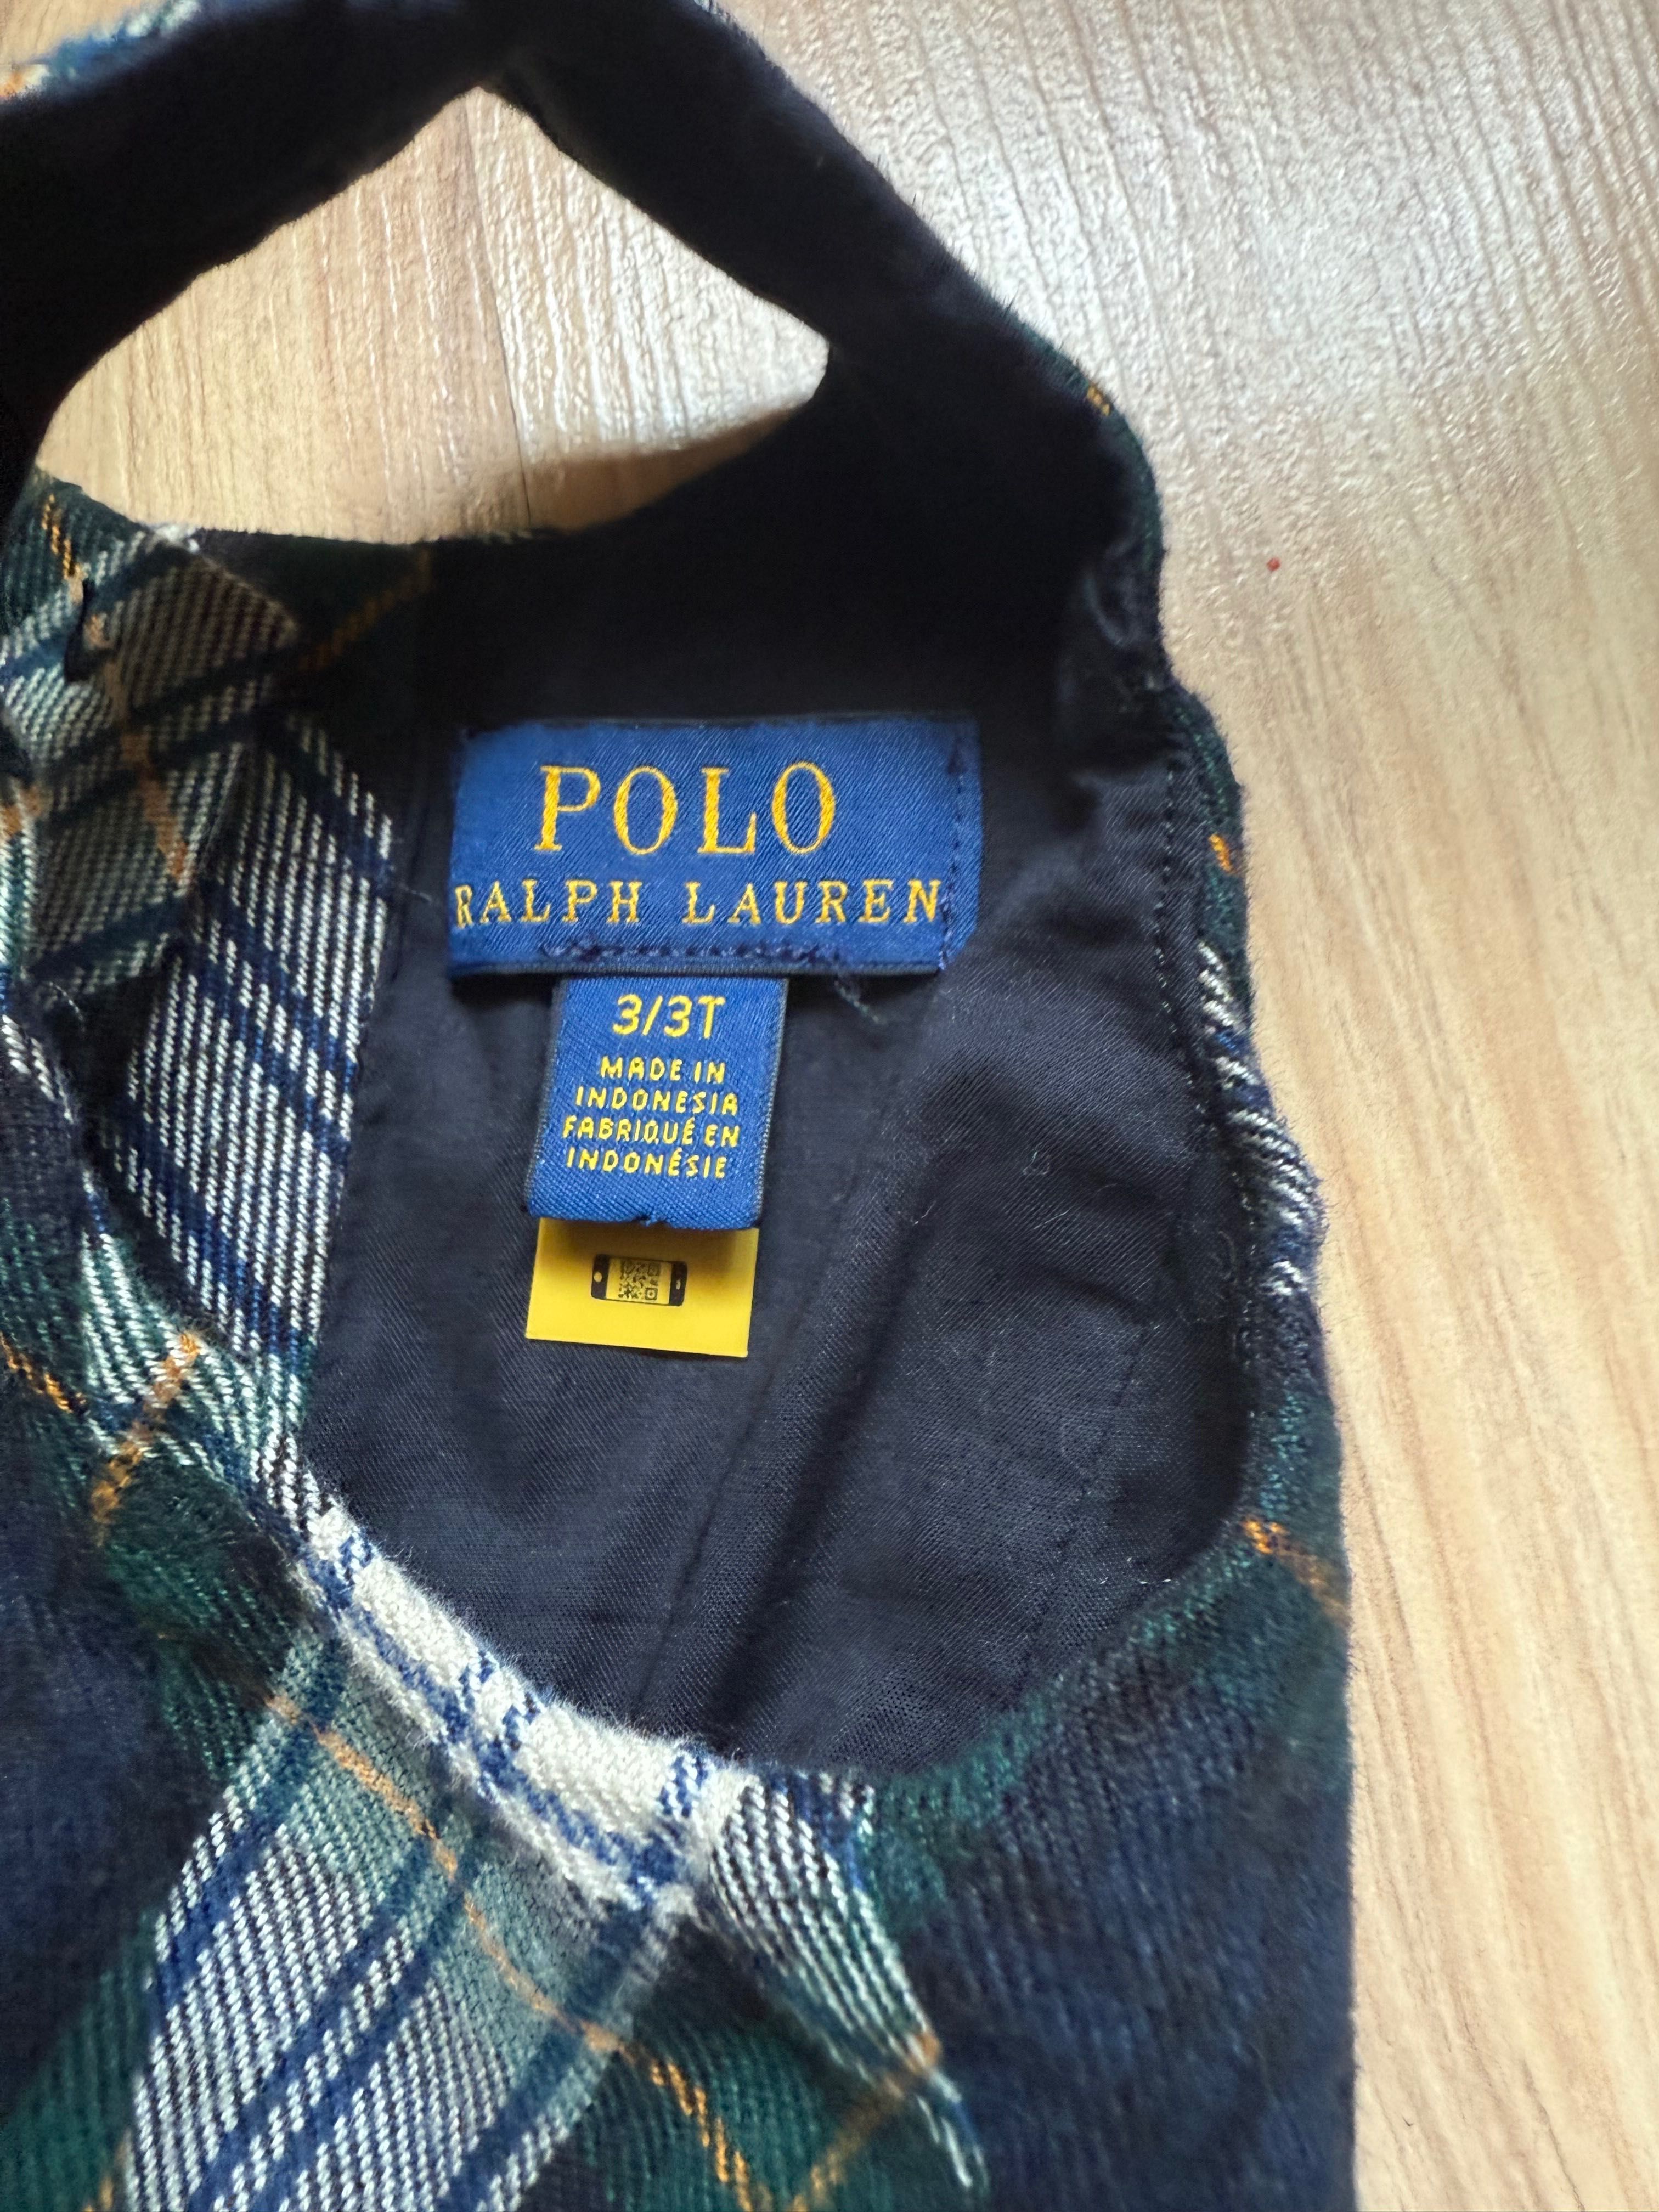 POLO
RALPH LAUREN
3/3T
MADE IN
INDONESIA
FABRIQUÉ EN
INDONÉSIE